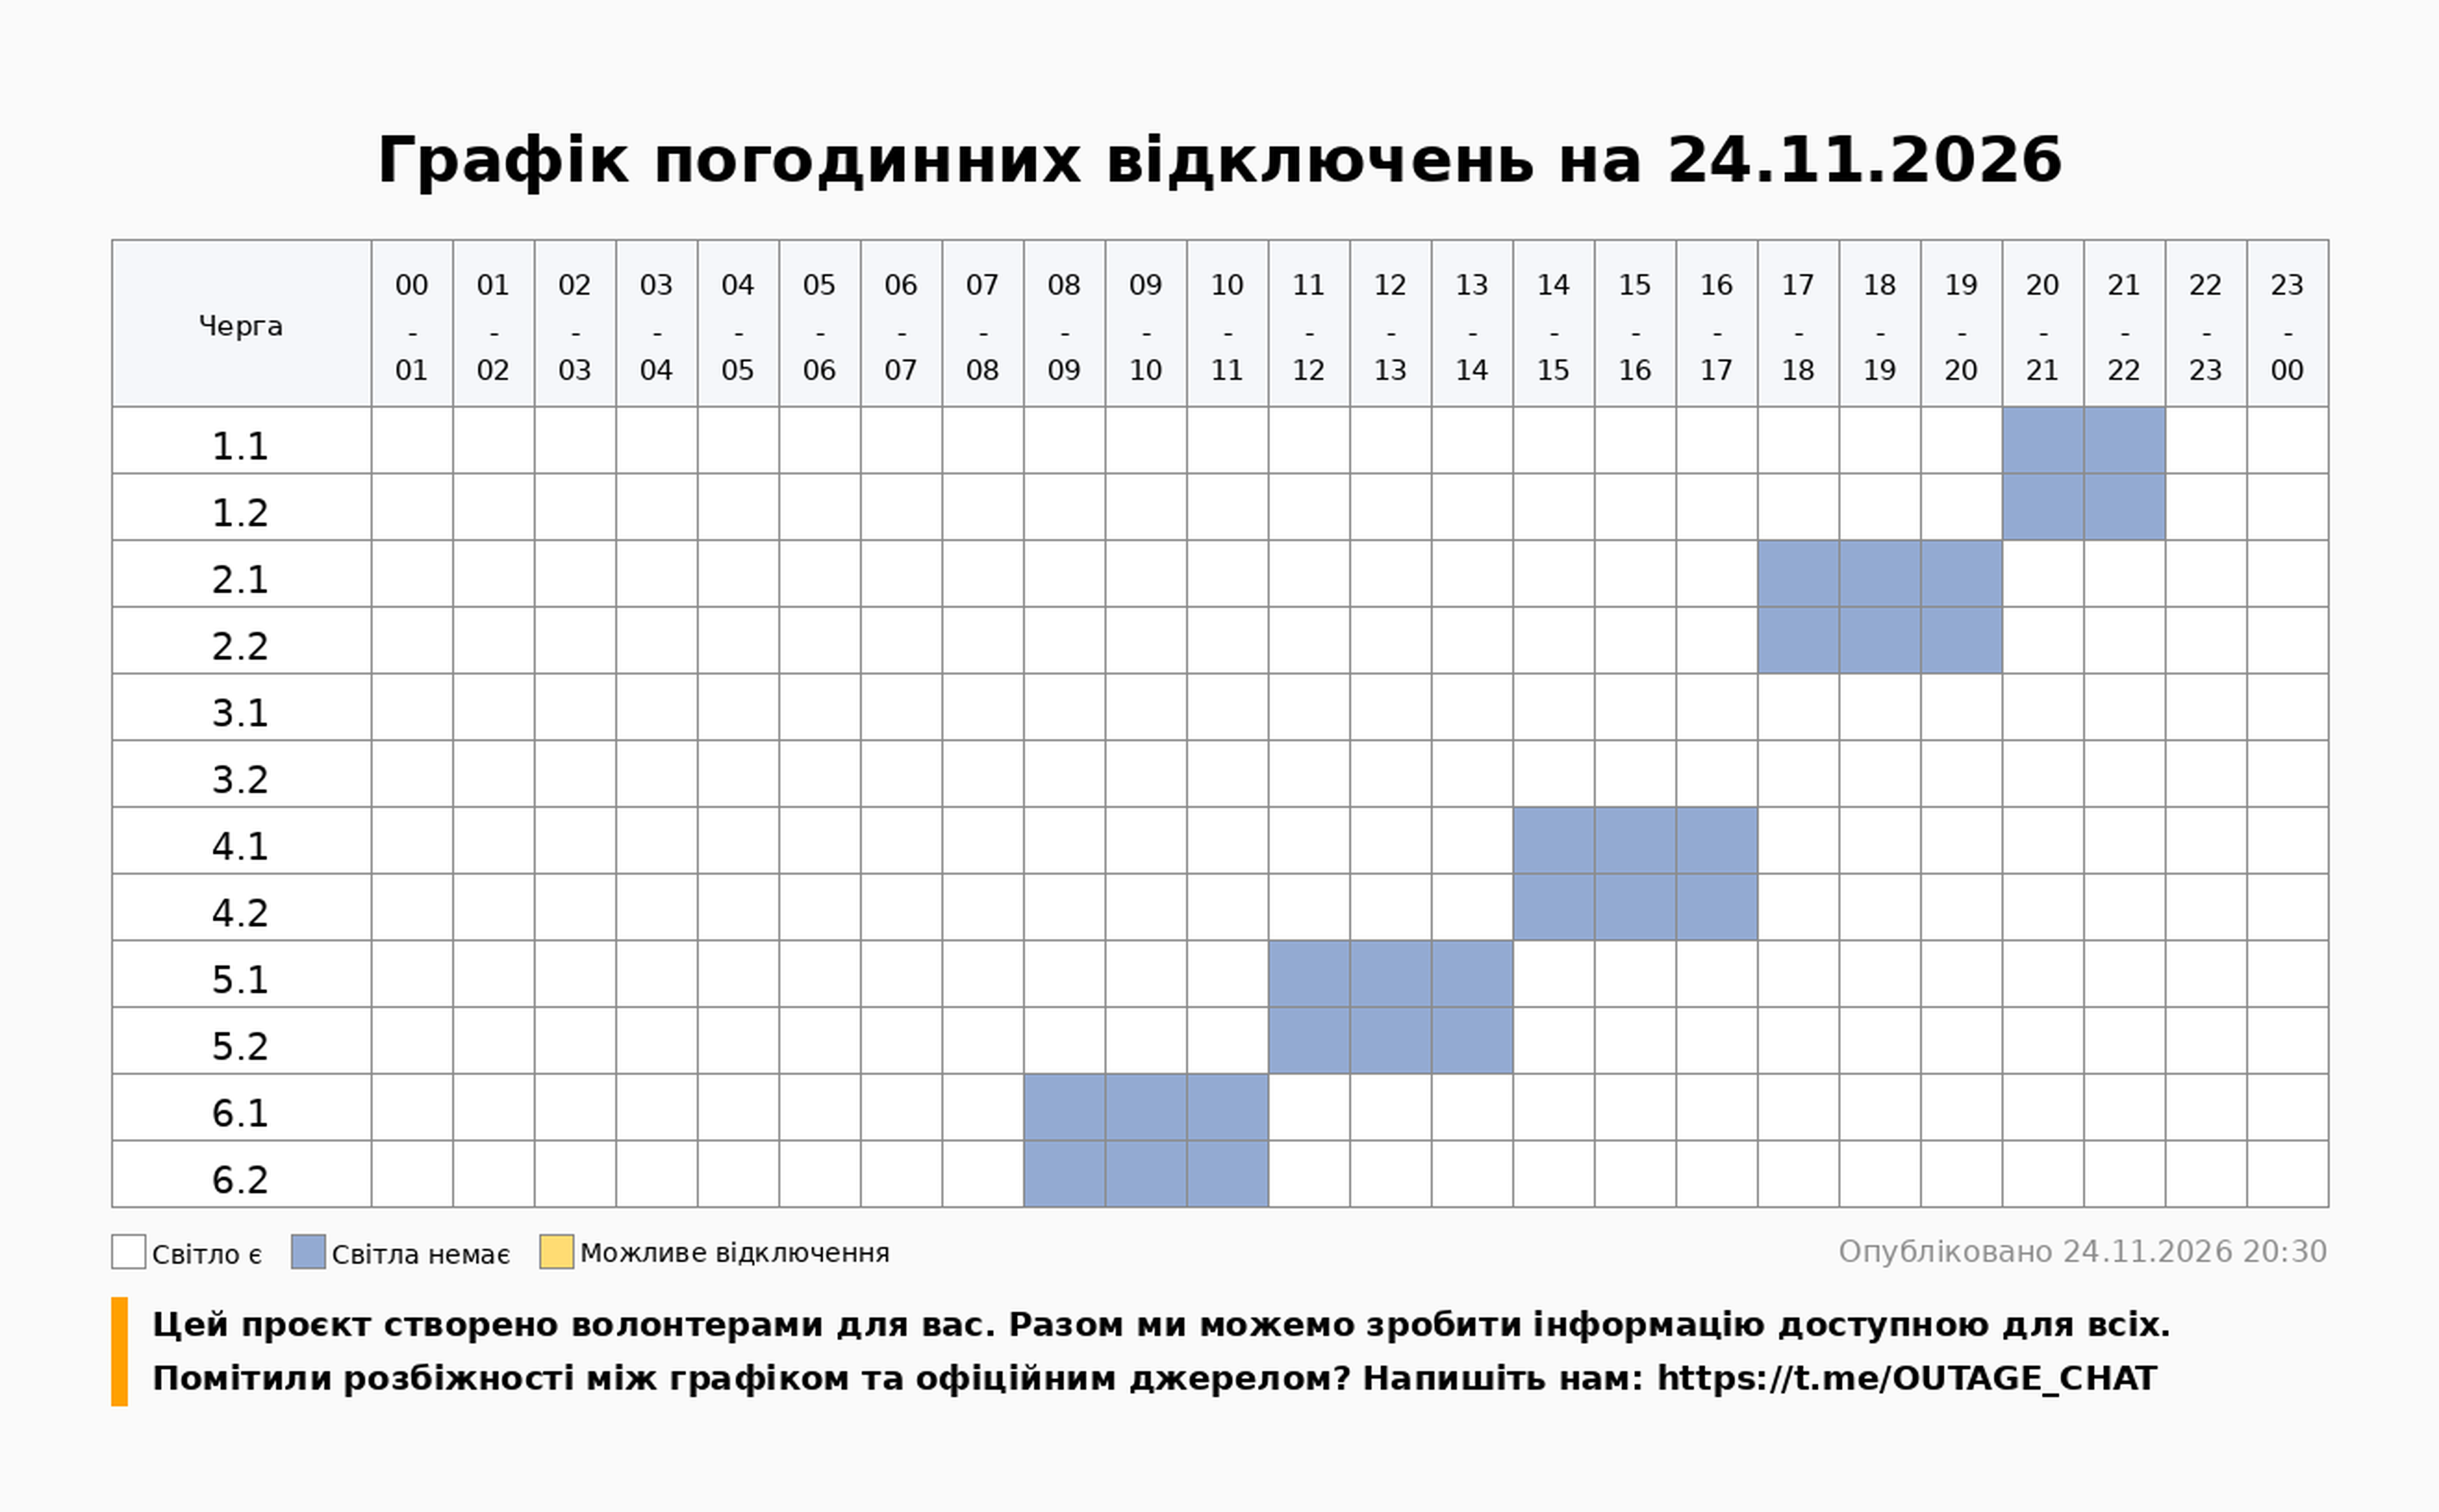 Графік погодинних відключень на 24.11.2026
Черга 00 - 01 01 - 02 02 - 03 03 - 04 04 - 05 05 - 06 06 - 07 07 - 08 08 - 09 09 - 10 10 - 11 11 - 12 12 - 13 13 - 14 14 - 15 15 - 16 16 - 17 17 - 18 18 - 19 19 - 20 20 - 21 21 - 22 22 - 23 23 - 00
1.1
1.2
2.1
2.2
3.1
3.2
4.1
4.2
5.1
5.2
6.1
6.2
Світло є Світла немає Можливе відключення Опубліковано 24.11.2026 20:30
Цей проєкт створено волонтерами для вас. Разом ми можемо зробити інформацію доступною для всіх.
Помітили розбіжності між графіком та офіційним джерелом? Напишіть нам: https://t.me/OUTAGE_CHAT